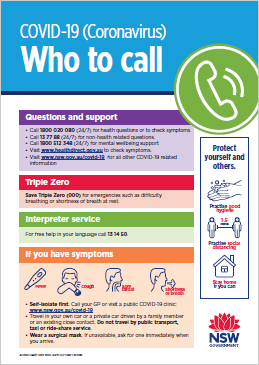 COVID-19 (Coronavirus)
Who to call
Questions and support
• Call 1800 020 080 (24/7) for health questions or to check symptoms.
• Call 13 77 88 (24/7) for non-health related questions.
• Call 1800 512 348 (24/7) for mental wellbeing support
• Visit www.healthdirect.gov.au to check symptoms.
• Visit www.nsw.gov.au/covid-19 for all other COVID-19 related
information
Triple Zero
Save Triple Zero (000) for emergencies such as difficulty
breathing or shortness or breath at rest.
Interpreter service
For free help in your language call 13 14 50.
If you have symptoms
Fever
Cough
Sore throat
Shortness of breath
• Self-isolate first. Call your GP or visit a public COVID-19 clinic:
www.nsw.gov.au/covid-19
• Travel in your own car or a private car driven by a family member
or an existing close contact. Do not travel by public transport,
taxi or ride-share service.
• Wear a surgical mask. If unavailable, ask for one immediately when
you arrive.
Protect
yourself and
others.
Practise good
hygiene
1.5
Practise social
distancing
Stay home
if you can
NSW
GOVERNMENT